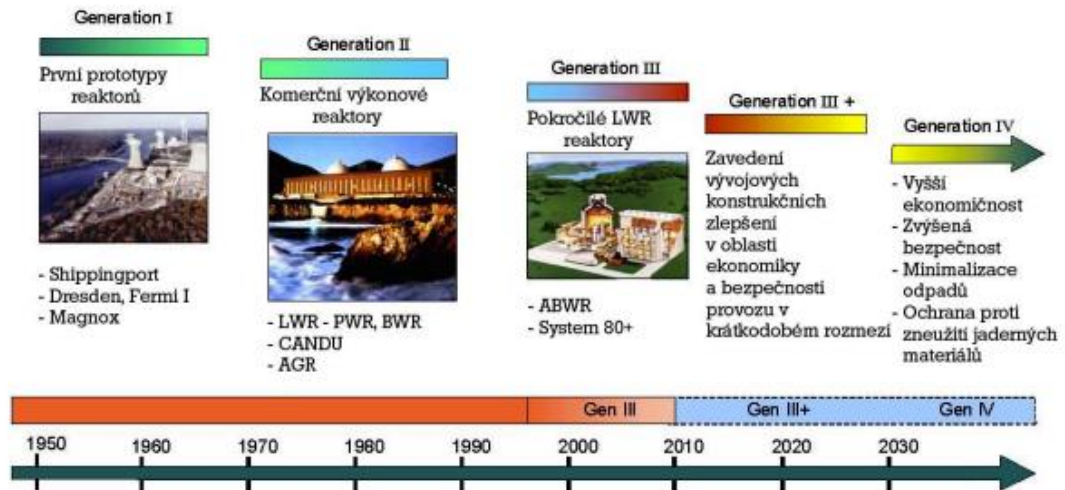 Generation I
První prototypy
reaktorů
- Shippingport
- Dresden, Fermi I
- Magnox
Generation II
Komerční výkonové
reaktory
- LWR - PWR, BWR
- CANDU
- AGR
Generation III
Pokročilé LWR
reaktory
- ABWR
- System 80+
Generation III +
Zavedení
vývojových
konstrukčních
zlepšení
v oblasti
ekonomiky
a bezpečnosti
provozu v
krátkodobém rozmezí
Generation IV
- Vyšší
ekonomičnost
- Zvýšená
bezpečnost
- Minimalizace
odpadů
- Ochrana proti
zneužití jaderných
materiálů
Gen III Gen III+ Gen IV
1950 1960 1970 1980 1990 2000 2010 2020 2030